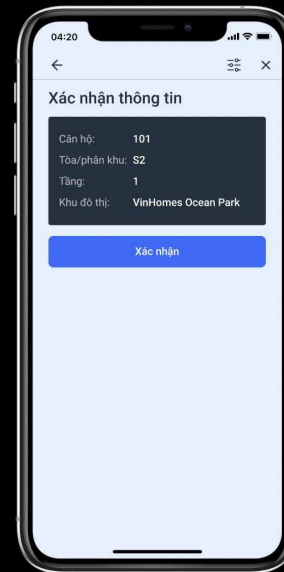 04:20
Xác nhận thông tin
Căn hộ: 101
Tòa/phân khu: S2
Tầng: 1
Khu đô thị: VinHomes Ocean Park
Xác nhận